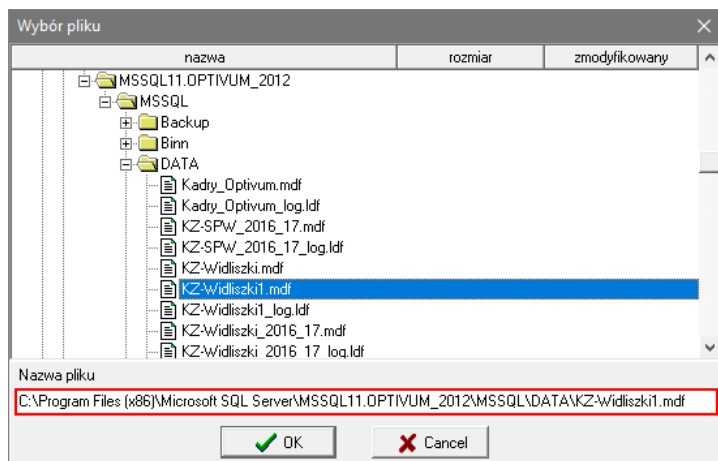 Wybór pliku
nazwa rozmiar zmodyfikowany
MSSQL11.OPTIVUM_2012
MSSQL
Backup
Binn
DATA
Kadry_Optivum.mdf
Kadry_Optivum_log.ldf
KZ-SPW_2016_17.mdf
KZ-SPW_2016_17_log.ldf
KZ-Widliszki.mdf
KZ-Widliszki1.mdf
KZ-Widliszki1_log.ldf
KZ-Widliszki_2016_17.mdf
KZ-Widliszki_2016_17_log.ldf
Nazwa pliku
C:\Program Files (x86)\Microsoft SQL Server\MSSQL11.OPTIVUM_2012\MSSQL\DATA\KZ-Widliszki1.mdf
OK Cancel